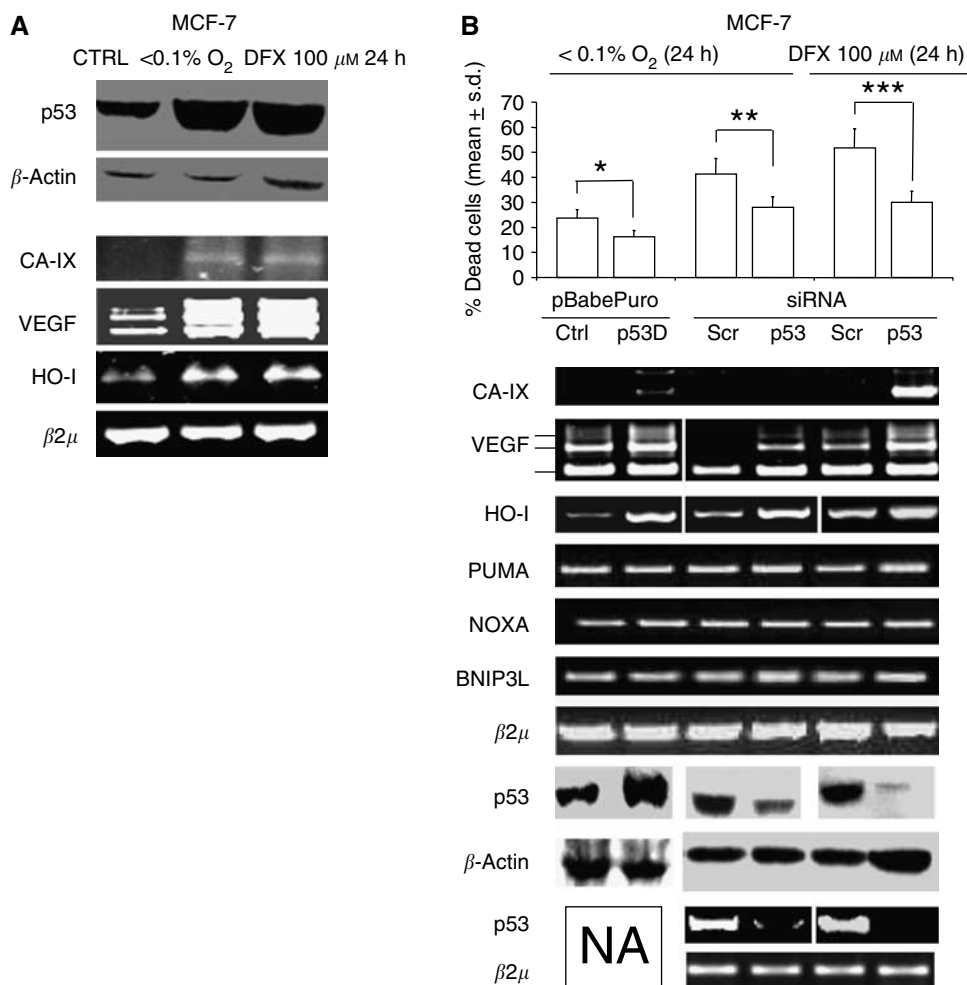 A
MCF-7
CTRL <0.1% O2 DFX 100 μM 24 h
p53
β-Actin
CA-IX
VEGF
HO-I
β2μ
B
MCF-7
< 0.1% O2 (24 h) DFX 100 μM (24 h)
% Dead cells (mean ± s.d.)
70
60
50
40
30
20
10
0
* ** ***
pBabePuro siRNA
Ctrl p53D Scr p53 Scr p53
CA-IX
VEGF
HO-I
PUMA
NOXA
BNIP3L
β2μ
p53
β-Actin
p53
NA
β2μ